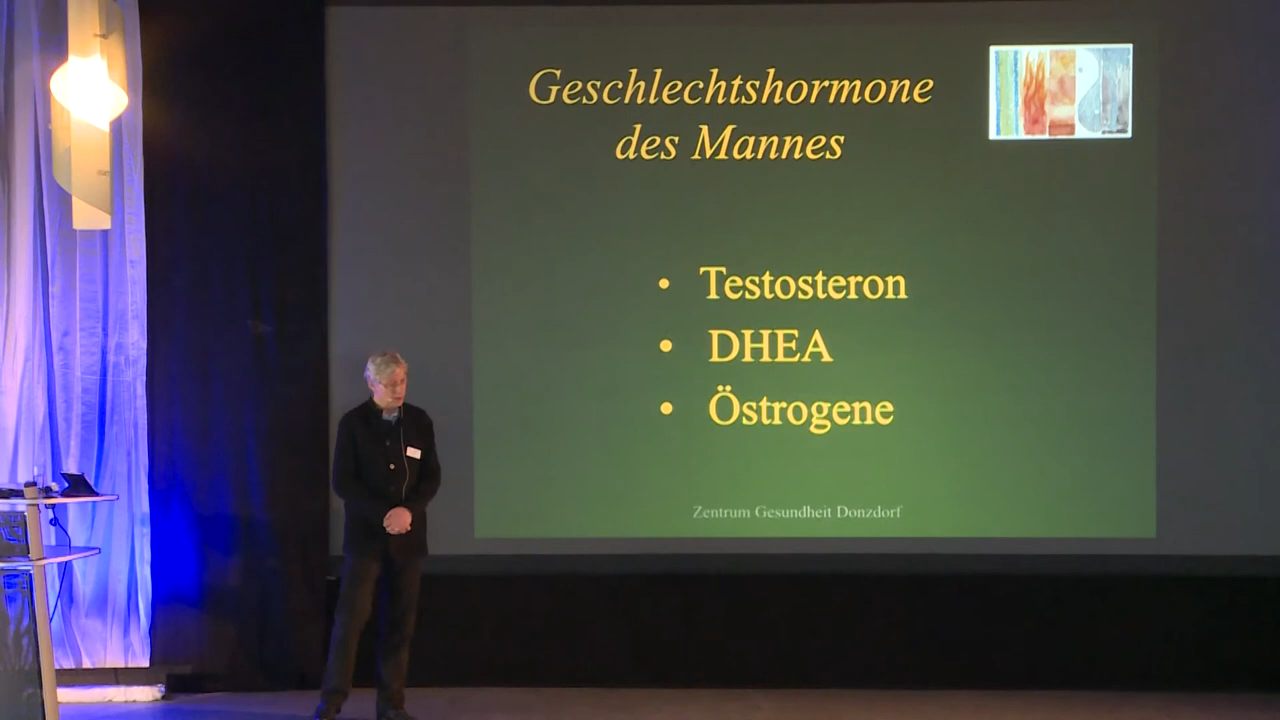 Geschlechtshormone
des Mannes
• Testosteron
• DHEA
• Östrogene
Zentrum Gesundheit Donzdorf